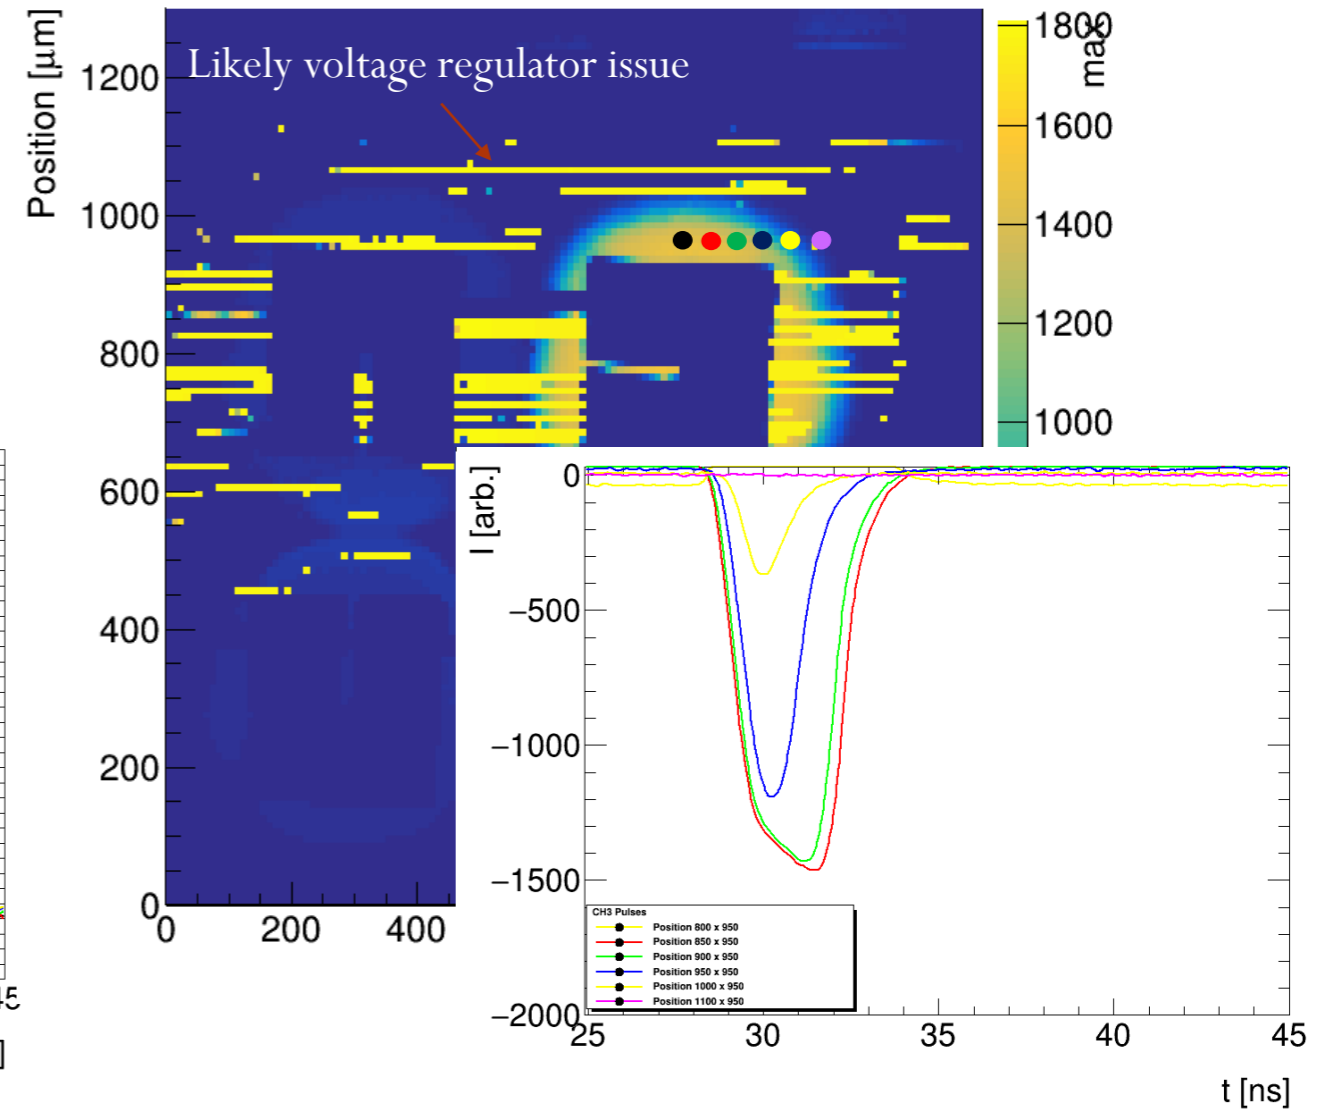 Position [μm]
Likely voltage regulator issue
1200
1000
800
600
400
200
0
0
200
400
max
1800
1600
1400
1200
1000
I [arb.]
0
−500
−1000
−1500
−2000
CH3 Pulses
Position 800 x 950
Position 850 x 950
Position 900 x 950
Position 950 x 950
Position 1000 x 950
Position 1100 x 950
25
30
35
40
45
t [ns]
45
]